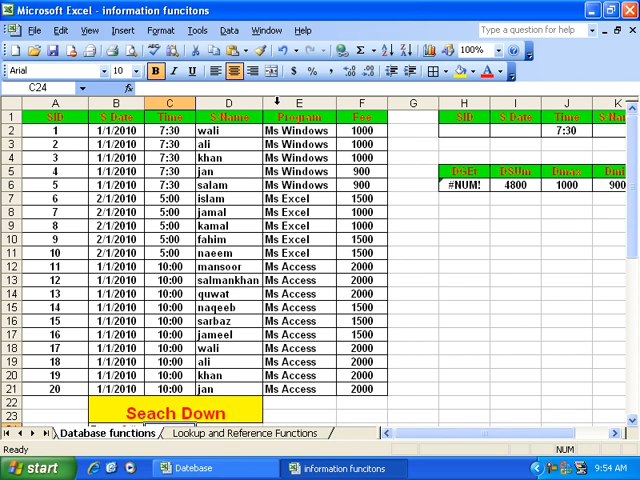 Microsoft Excel - information funcitons
File Edit View Insert Format Tools Data Window Help
Type a question for help
Σ 100%
Arial 10 B I U $ % , A
C24 fx
A B C D E F G H I J K
1 SID $ Date Time $ Name Program Fee SID $ Date Time
2 1 1/1/2010 7:30 wali Ms Windows 1000 7:30
3 2 1/1/2010 7:30 ali Ms Windows 1000
4 3 1/1/2010 7:30 khan Ms Windows 1000
5 4 1/1/2010 7:30 jan Ms Windows 900 DGEt DSUm Dmax
6 5 1/1/2010 7:30 salam Ms Windows 900 #NUM! 4800 1000 900
7 6 2/1/2010 5:00 islam Ms Excel 1500
8 7 2/1/2010 5:00 jamal Ms Excel 1000
9 8 2/1/2010 5:00 kamal Ms Excel 1000
10 9 2/1/2010 5:00 fahim Ms Excel 1500
11 10 2/1/2010 5:00 naeem Ms Excel 1500
12 11 1/1/2010 10:00 mansoor Ms Access 2000
13 12 1/1/2010 10:00 salmankhan Ms Access 2000
14 13 1/1/2010 10:00 quwat Ms Access 2000
15 14 1/1/2010 10:00 naqeeb Ms Access 1500
16 15 1/1/2010 10:00 sarbaz Ms Access 1500
17 16 1/1/2010 10:00 jameel Ms Access 1500
18 17 1/1/2010 10:00 wali Ms Access 2000
19 18 1/1/2010 10:00 ali Ms Access 2000
20 19 1/1/2010 10:00 khan Ms Access 2000
21 20 1/1/2010 10:00 jan Ms Access 2000
22
23 Seach Down
Database functions Lookup and Reference Functions
Ready NUM
start Datebase information funcitons 9:54 AM